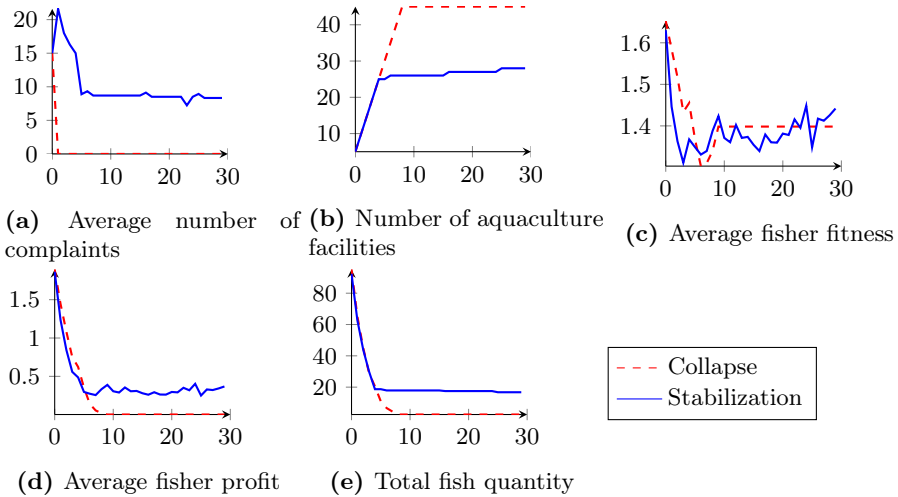 20
15
10
5
0
0 10 20 30
(a) Average number of
complaints
40
30
20
10
0 10 20 30
(b) Number of aquaculture
facilities
1.6
1.5
1.4
0 10 20 30
(c) Average fisher fitness
1.5
1
0.5
0 10 20 30
(d) Average fisher profit
80
60
40
20
0 10 20 30
(e) Total fish quantity
Collapse
Stabilization